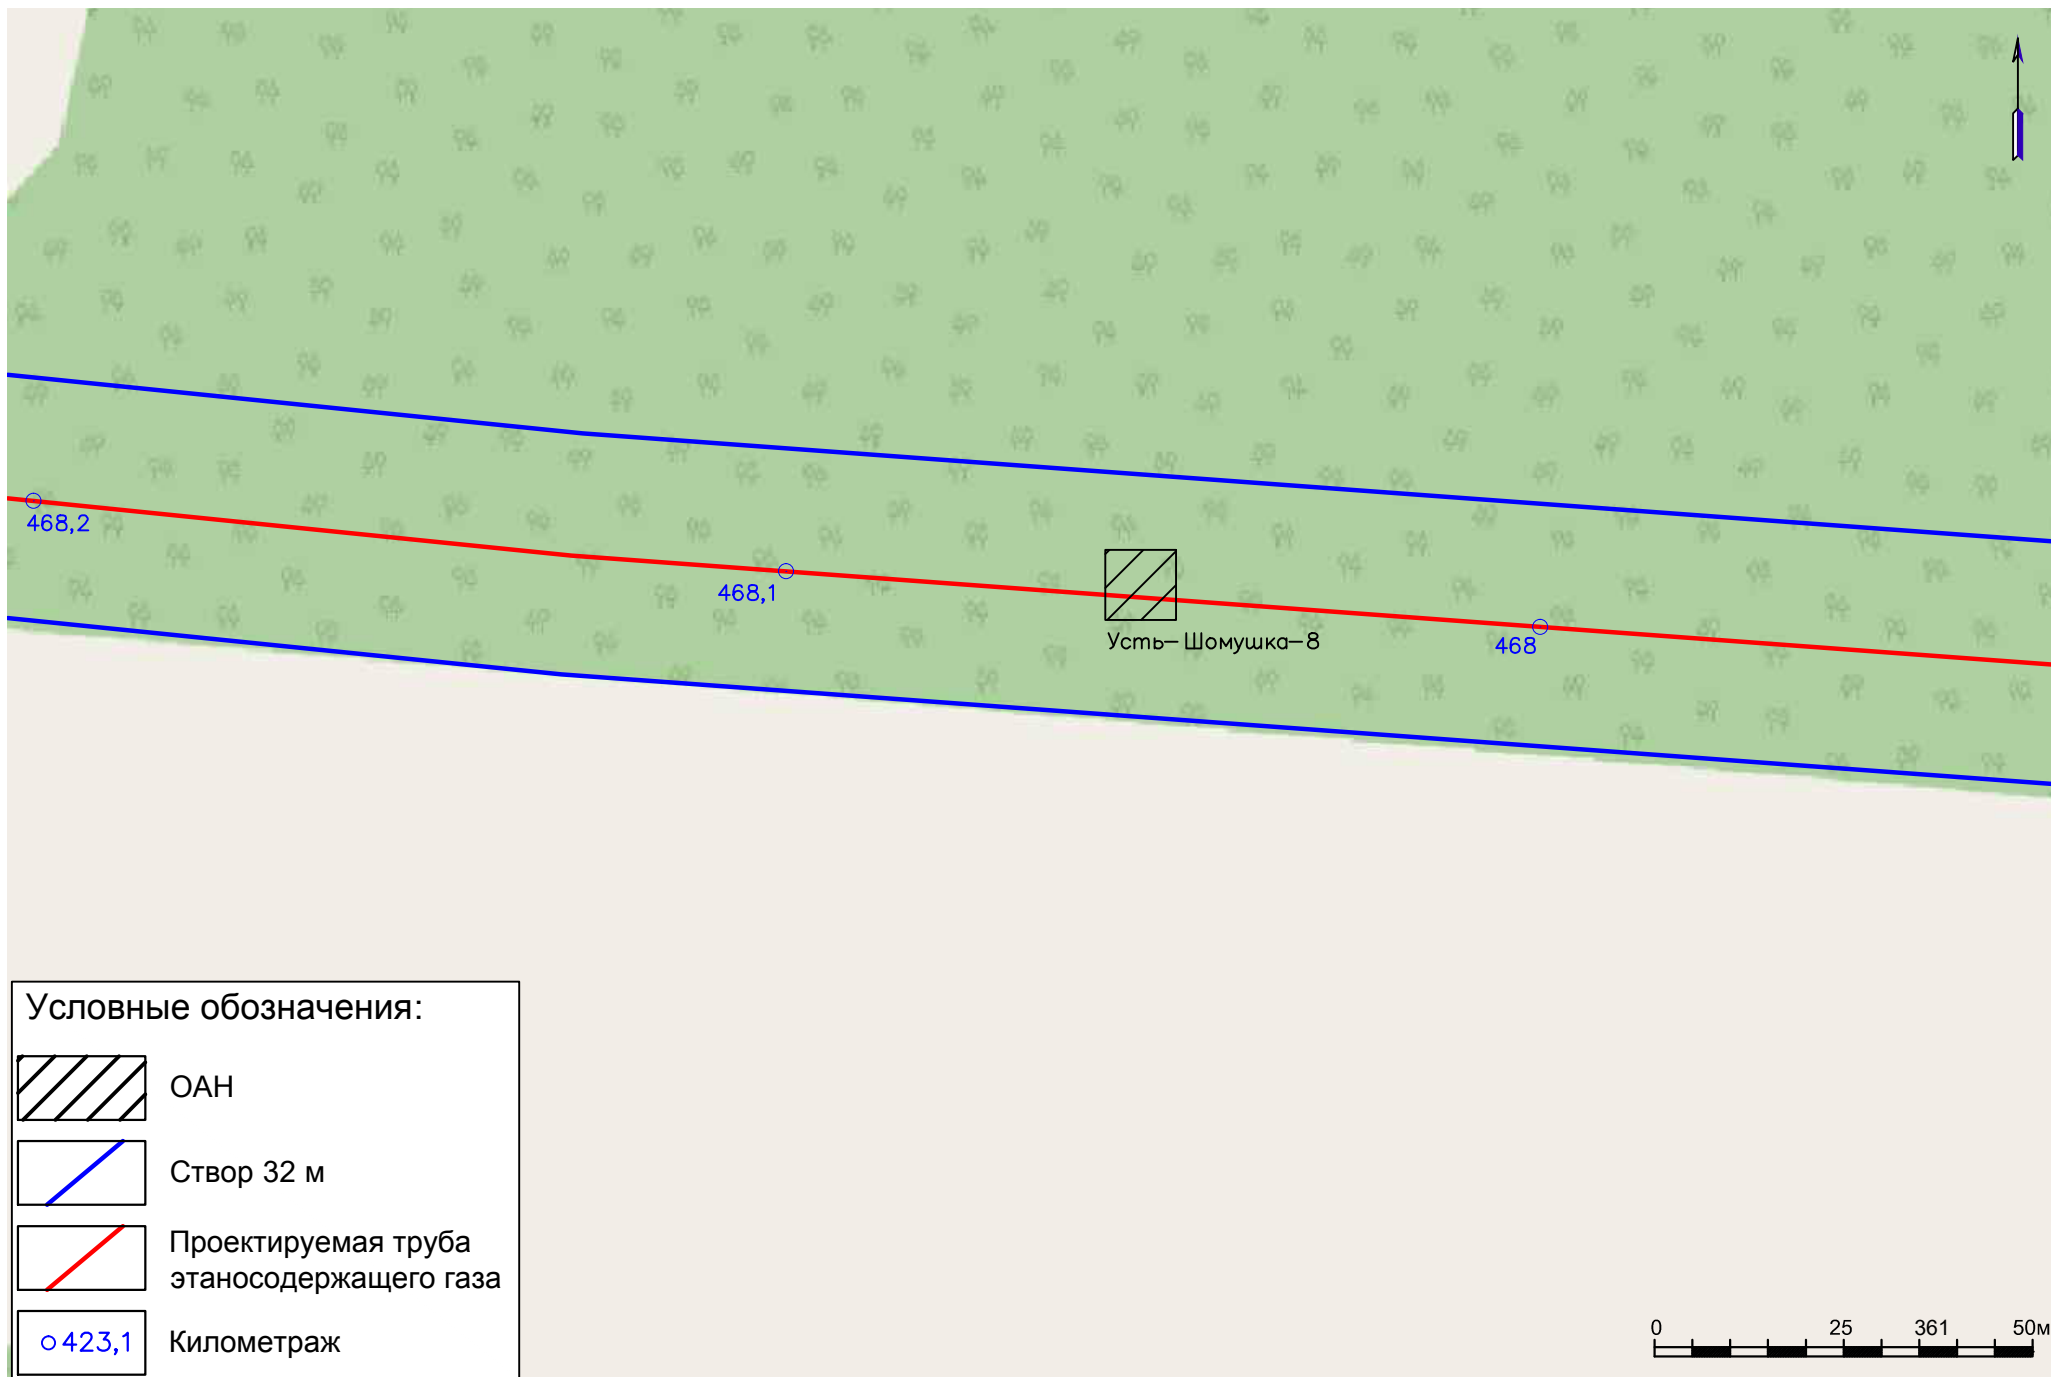 468,2
468,1
Усть-Шомушка-8
468
Условные обозначения:
ОАН
Створ 32 м
Проектируемая труба
этаносодержащего газа
423,1
Километраж
0 25 361 50м